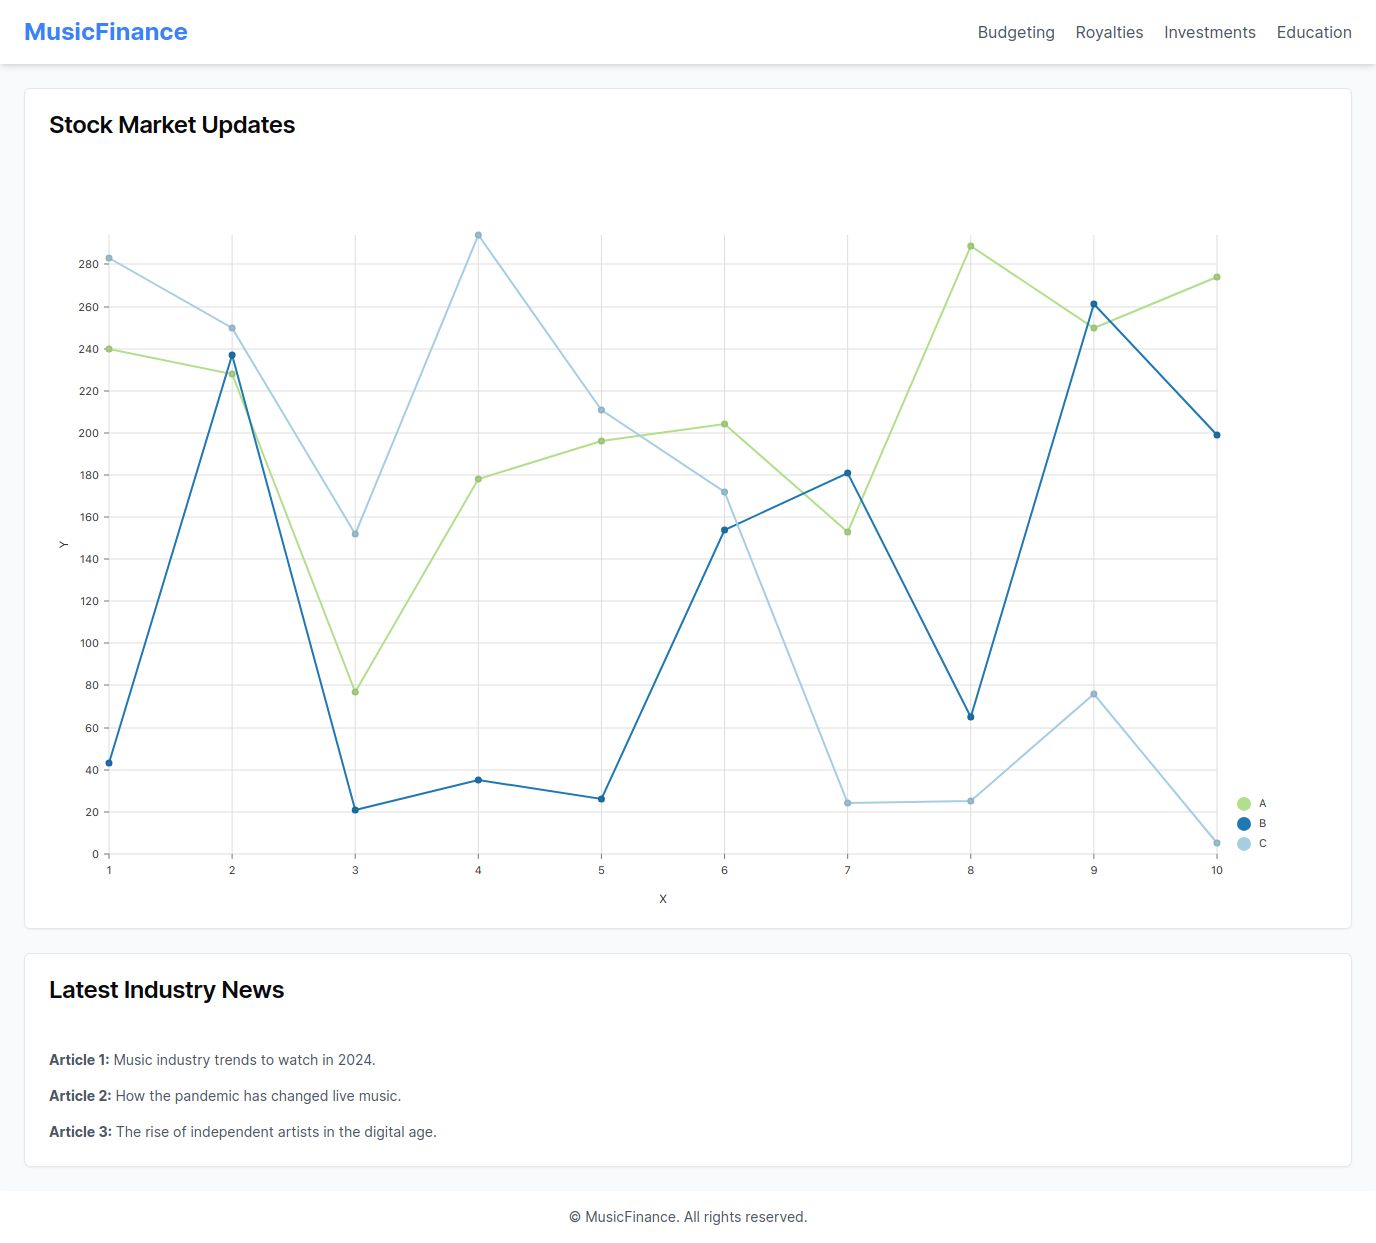 MusicFinance
Budgeting Royalties Investments Education
Stock Market Updates
280
260
240
220
200
180
160
140
120
100
80
60
40
20
0
Y
1 2 3 4 5 6 7 8 9 10
X
A
B
C
Latest Industry News
Article 1: Music industry trends to watch in 2024.
Article 2: How the pandemic has changed live music.
Article 3: The rise of independent artists in the digital age.
© MusicFinance. All rights reserved.